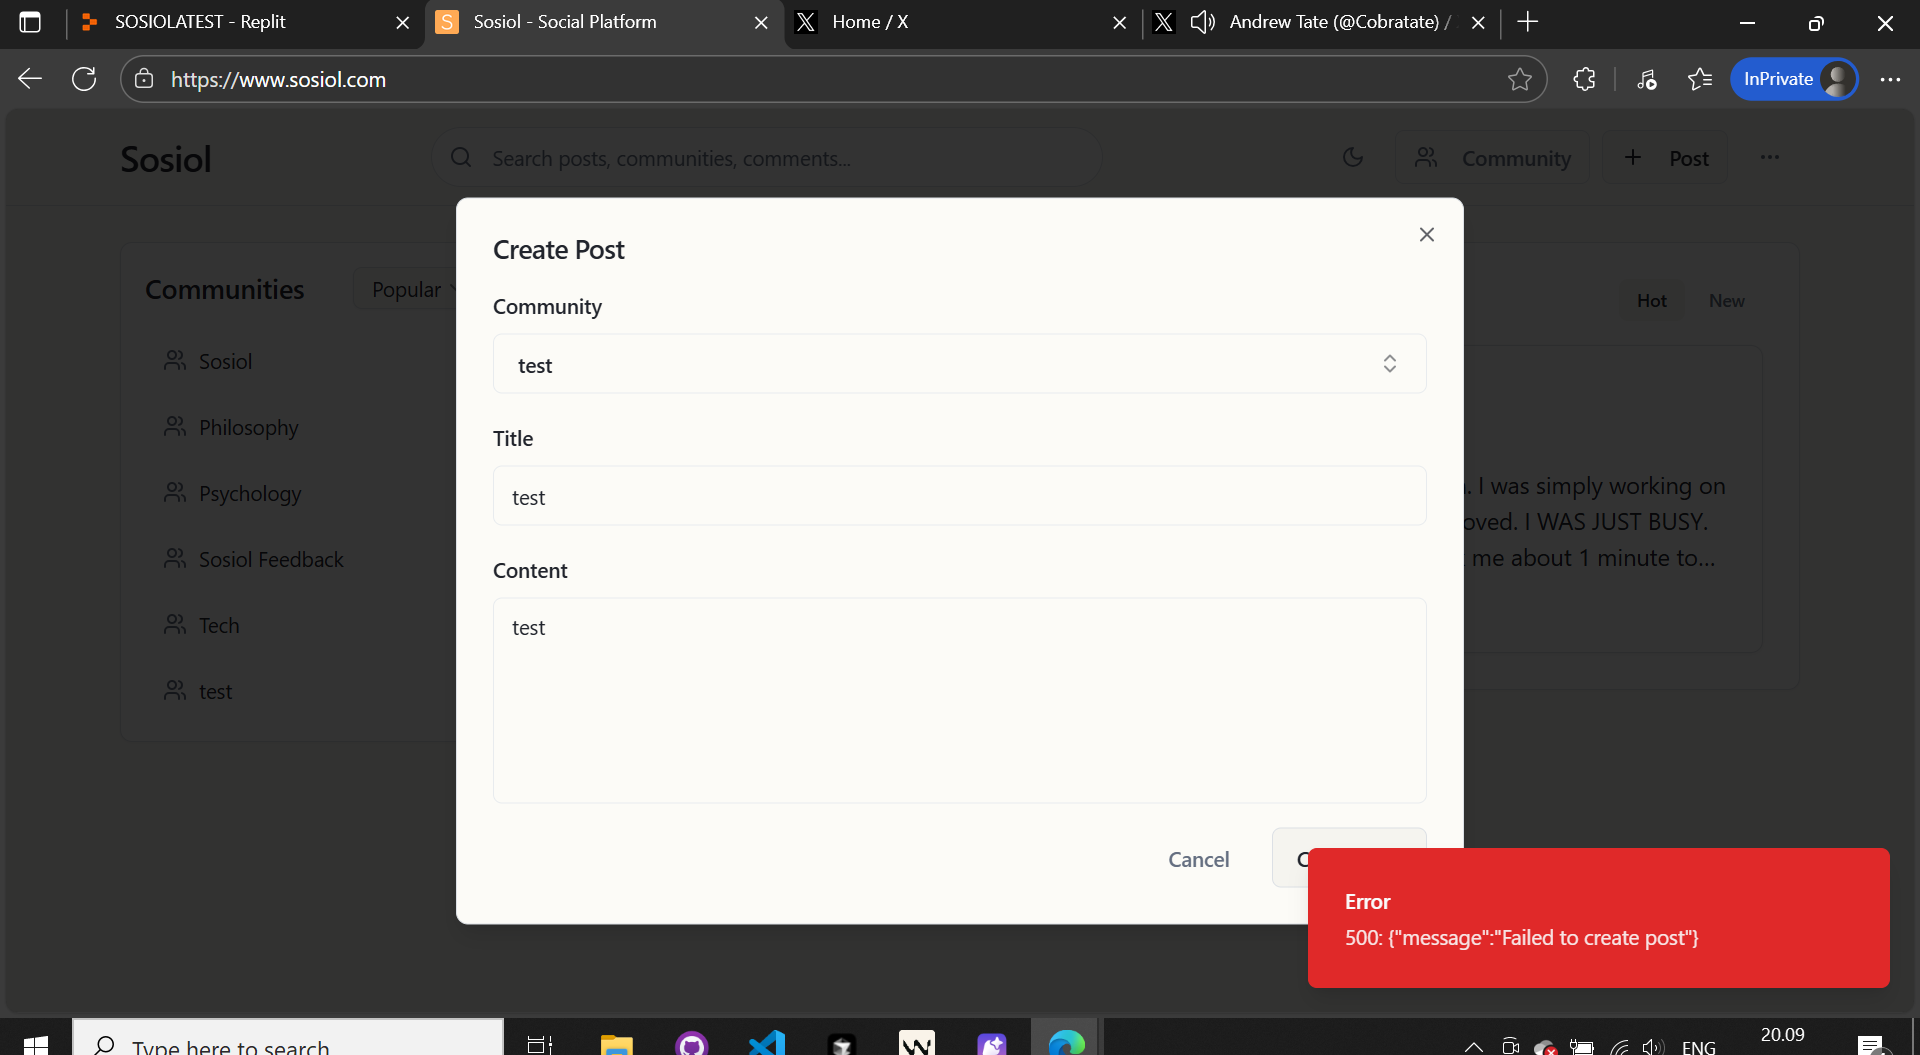 SOSIOLATEST - Replit
Sosiol - Social Platform
Home / X
Andrew Tate (@Cobratate) /
https://www.sosiol.com
InPrivate
Sosiol
Search posts, communities, comments...
Community
Post
Communities
Popular
Hot
New
Sosiol
Philosophy
Psychology
Sosiol Feedback
Tech
test
. I was simply working on
oved. I WAS JUST BUSY.
me about 1 minute to...
Create Post
Community
test
Title
test
Content
test
Cancel
Error
500: {"message":"Failed to create post"}
Type here to search
ENG
20.09